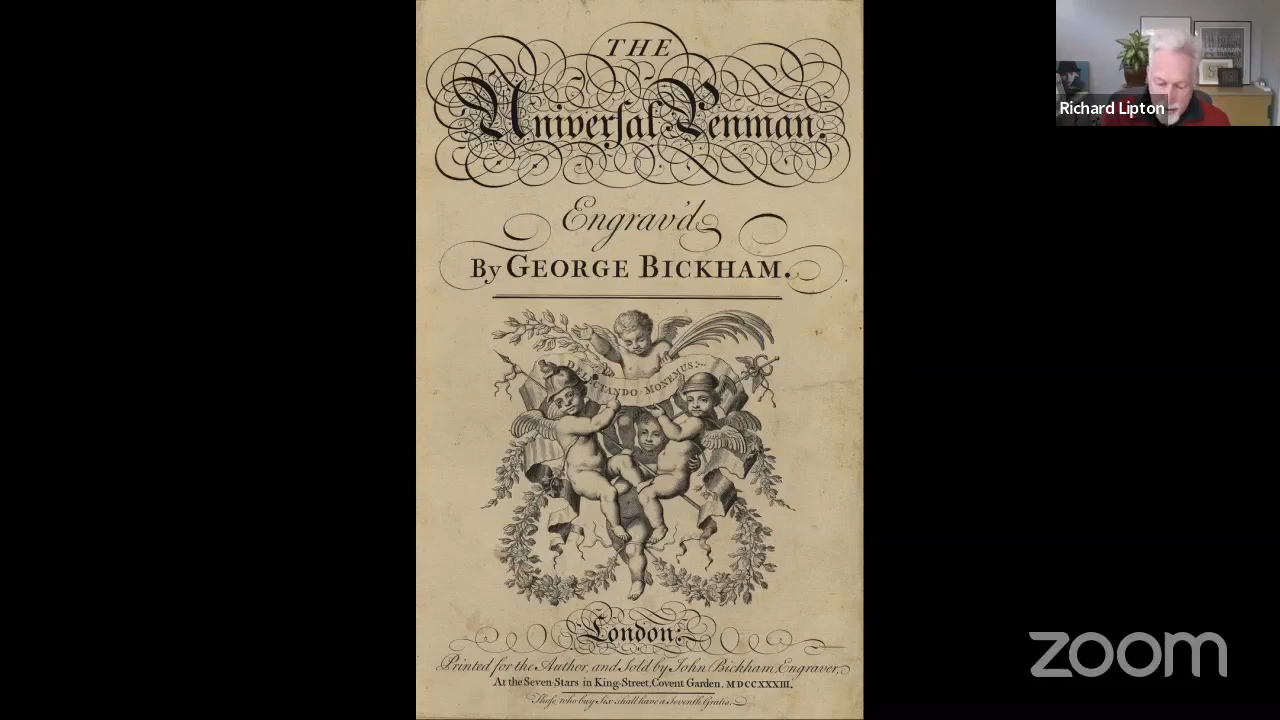 THE
Univerſal Penman.
Engrav'd
By GEORGE BICKHAM.
DELECTANDO MONEMUS:
London:
Printed for the Author, and Sold by John Bickham, Engraver,
At the Seven Stars in King-Street, Covent Garden. MDCCXXXIII.
Thoſe, who buy Six shall have a Seventh Gratis.
Richard Lipton
zoom